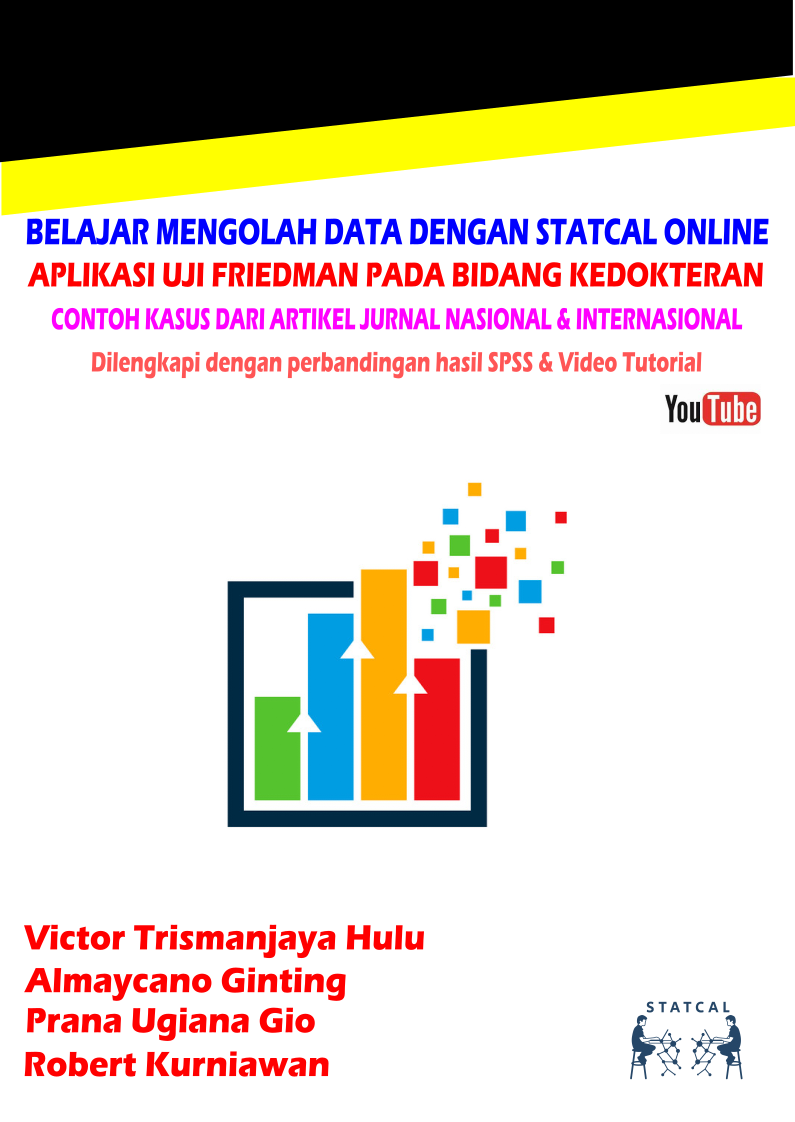 BELAJAR MENGOLAH DATA DENGAN STATCAL ONLINE
APLIKASI UJI FRIEDMAN PADA BIDANG KEDOKTERAN
CONTOH KASUS DARI ARTIKEL JURNAL NASIONAL & INTERNASIONAL
Dilengkapi dengan perbandingan hasil SPSS & Video Tutorial
YouTube
Victor Trismanjaya Hulu
Almaycano Ginting
Prana Ugiana Gio
Robert Kurniawan
STATCAL